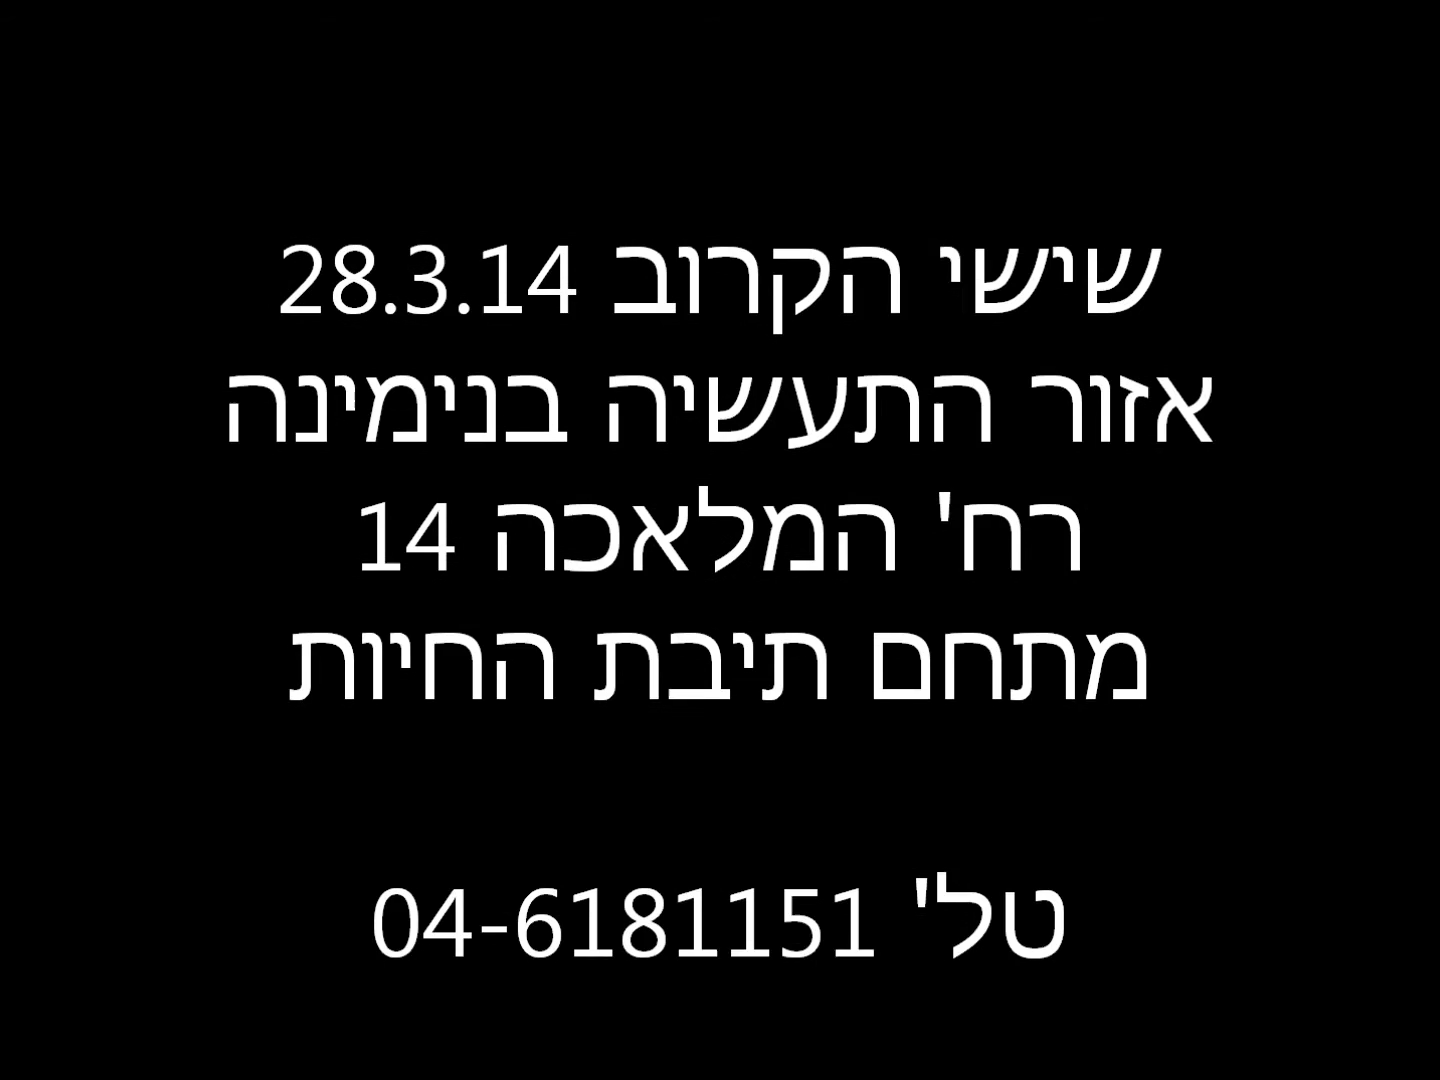 שישי הקרוב 28.3.14
אזור התעשיה בנימינה
רח' המלאכה 14
מתחם תיבת החיות
טל' 04-6181151